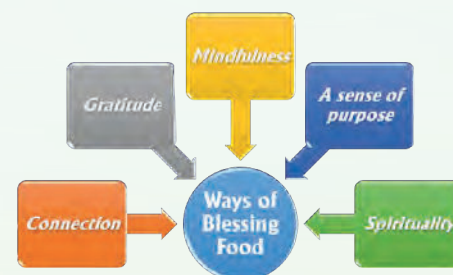 Mindfulness
Gratitude
A sense of
purpose
Connection
Ways of
Blessing
Food
Spirituality